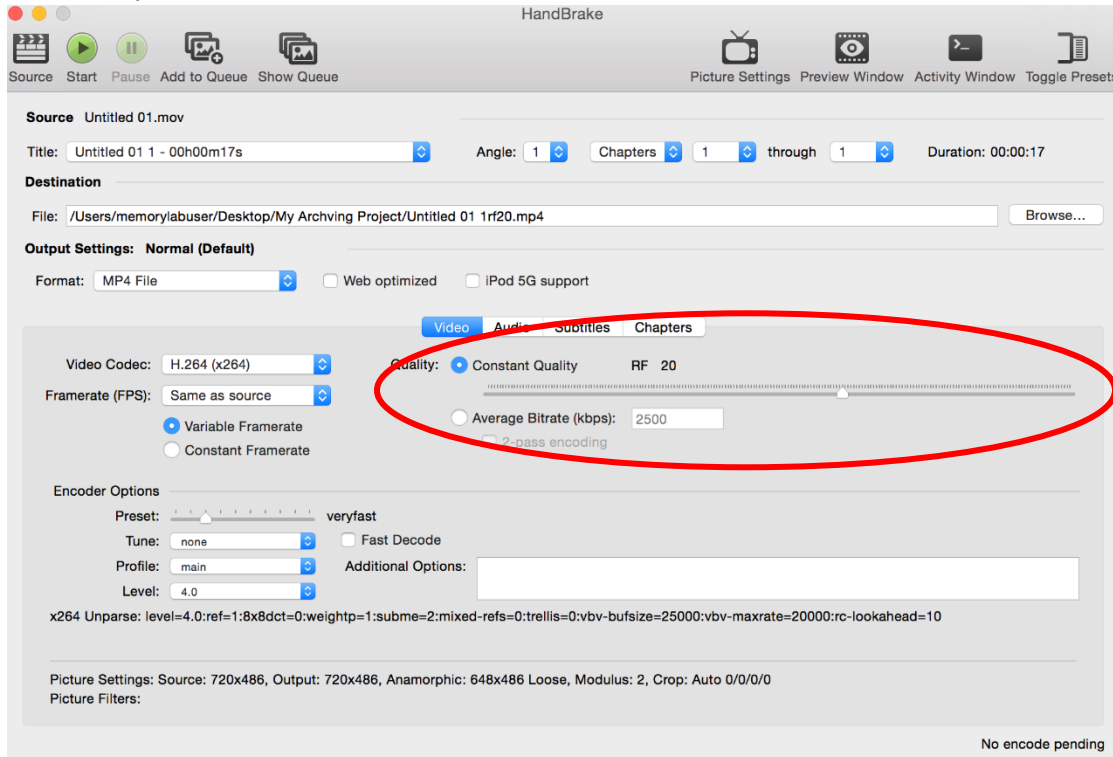 HandBrake
Source Start Pause Add to Queue Show Queue Picture Settings Preview Window Activity Window Toggle Presets
Source Untitled 01.mov
Title: Untitled 01 1 - 00h00m17s Angle: 1 Chapters 1 through 1 Duration: 00:00:17
Destination
File: /Users/memorylabuser/Desktop/My Archving Project/Untitled 01 1rf20.mp4 Browse...
Output Settings: Normal (Default)
Format: MP4 File Web optimized iPod 5G support
Video Audio Subtitles Chapters
Video Codec: H.264 (x264) Quality: Constant Quality RF 20
Framerate (FPS): Same as source
Average Bitrate (kbps): 2500
Variable Framerate
2-pass encoding
Constant Framerate
Encoder Options
Preset: veryfast
Tune: none Fast Decode
Profile: main Additional Options:
Level: 4.0
x264 Unparse: level=4.0:ref=1:8x8dct=0:weightp=1:subme=2:mixed-refs=0:trellis=0:vbv-bufsize=25000:vbv-maxrate=20000:rc-lookahead=10
Picture Settings: Source: 720x486, Output: 720x486, Anamorphic: 648x486 Loose, Modulus: 2, Crop: Auto 0/0/0/0
Picture Filters:
No encode pending